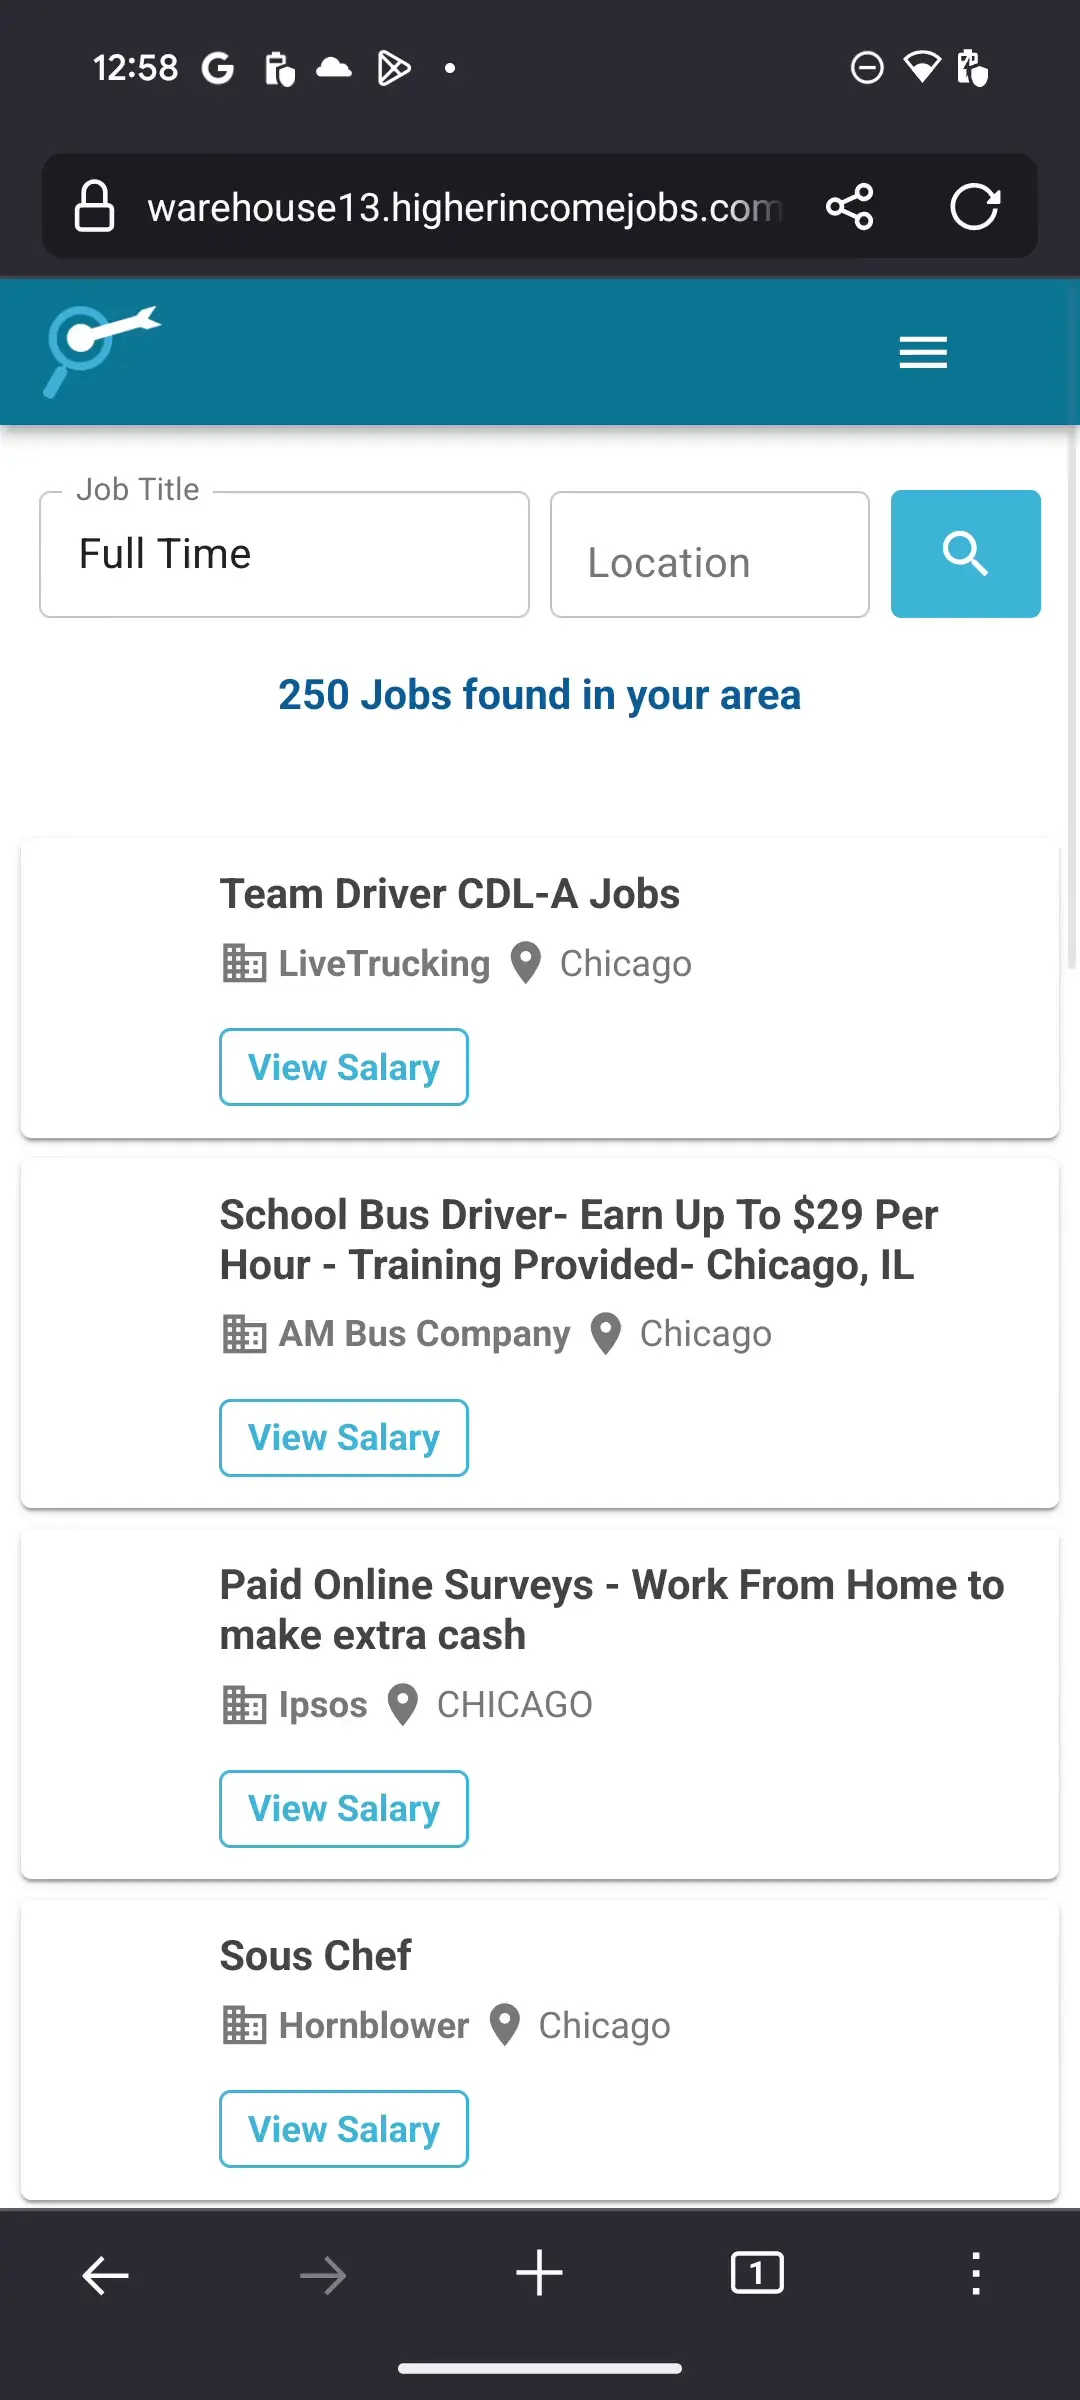 12:58
warehouse13.higherincomejobs.com
Job Title
Full Time
Location
250 Jobs found in your area
Team Driver CDL-A Jobs
LiveTrucking Chicago
View Salary
School Bus Driver- Earn Up To $29 Per
Hour - Training Provided- Chicago, IL
AM Bus Company Chicago
View Salary
Paid Online Surveys - Work From Home to
make extra cash
Ipsos CHICAGO
View Salary
Sous Chef
Hornblower Chicago
View Salary
1